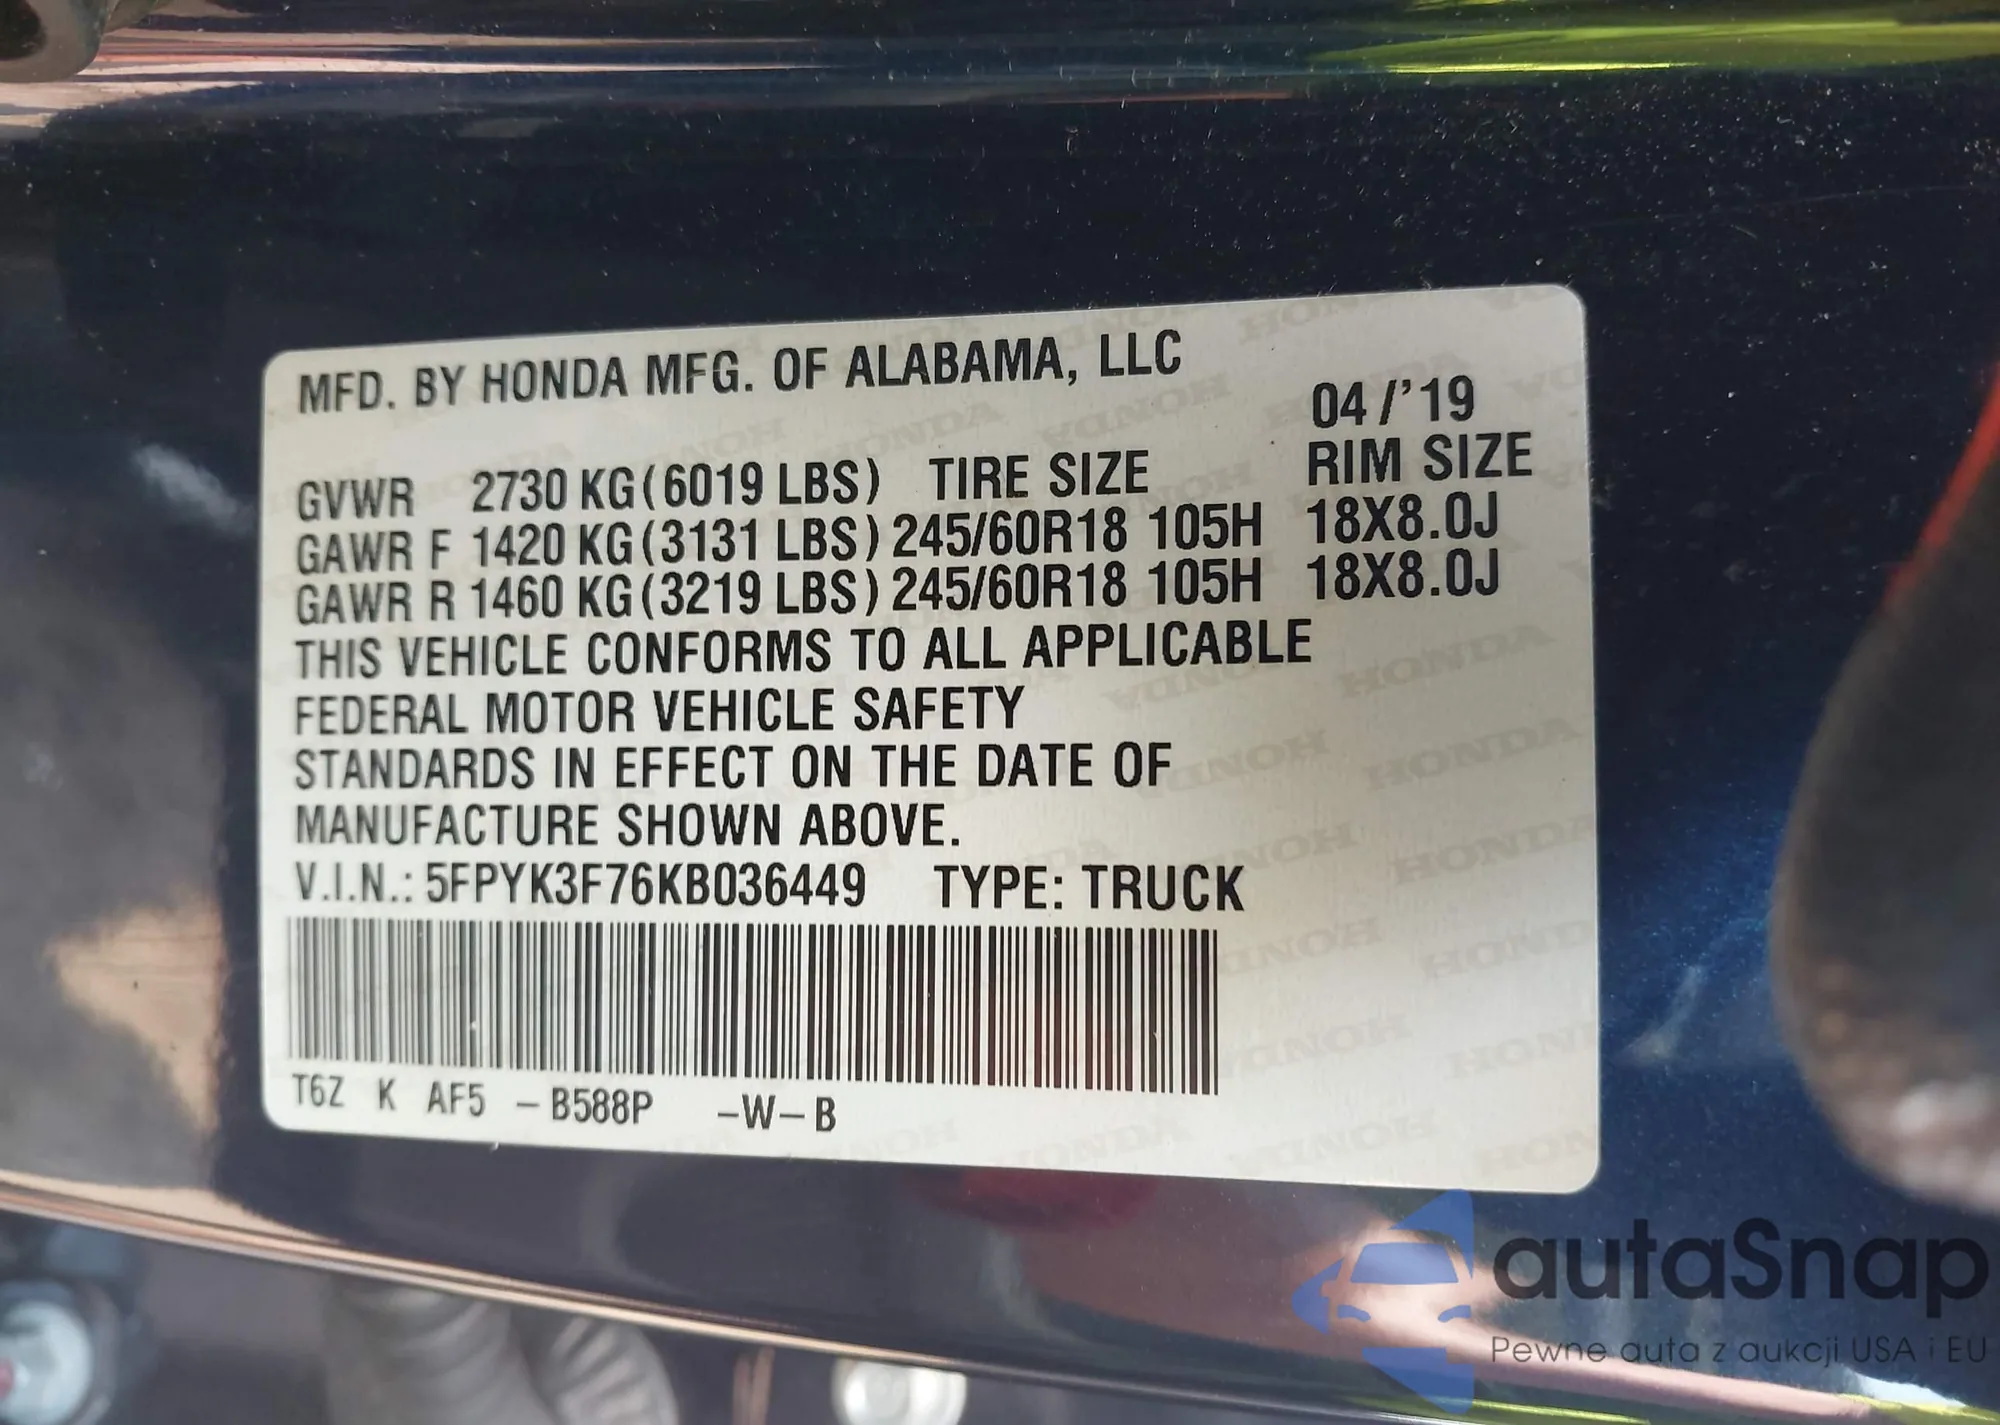 MFD. BY HONDA MFG. OF ALABAMA, LLC
04/'19
GVWR 2730 KG(6019 LBS) TIRE SIZE RIM SIZE
GAWR F 1420 KG(3131 LBS) 245/60R18 105H 18X8.0J
GAWR R 1460 KG(3219 LBS) 245/60R18 105H 18X8.0J
THIS VEHICLE CONFORMS TO ALL APPLICABLE
FEDERAL MOTOR VEHICLE SAFETY
STANDARDS IN EFFECT ON THE DATE OF
MANUFACTURE SHOWN ABOVE.
V.I.N.: 5FPYK3F76KB036449 TYPE: TRUCK
T6Z K AF5 -B588P -W-B
autaSnap
Pewne auta z aukcji USA i EU